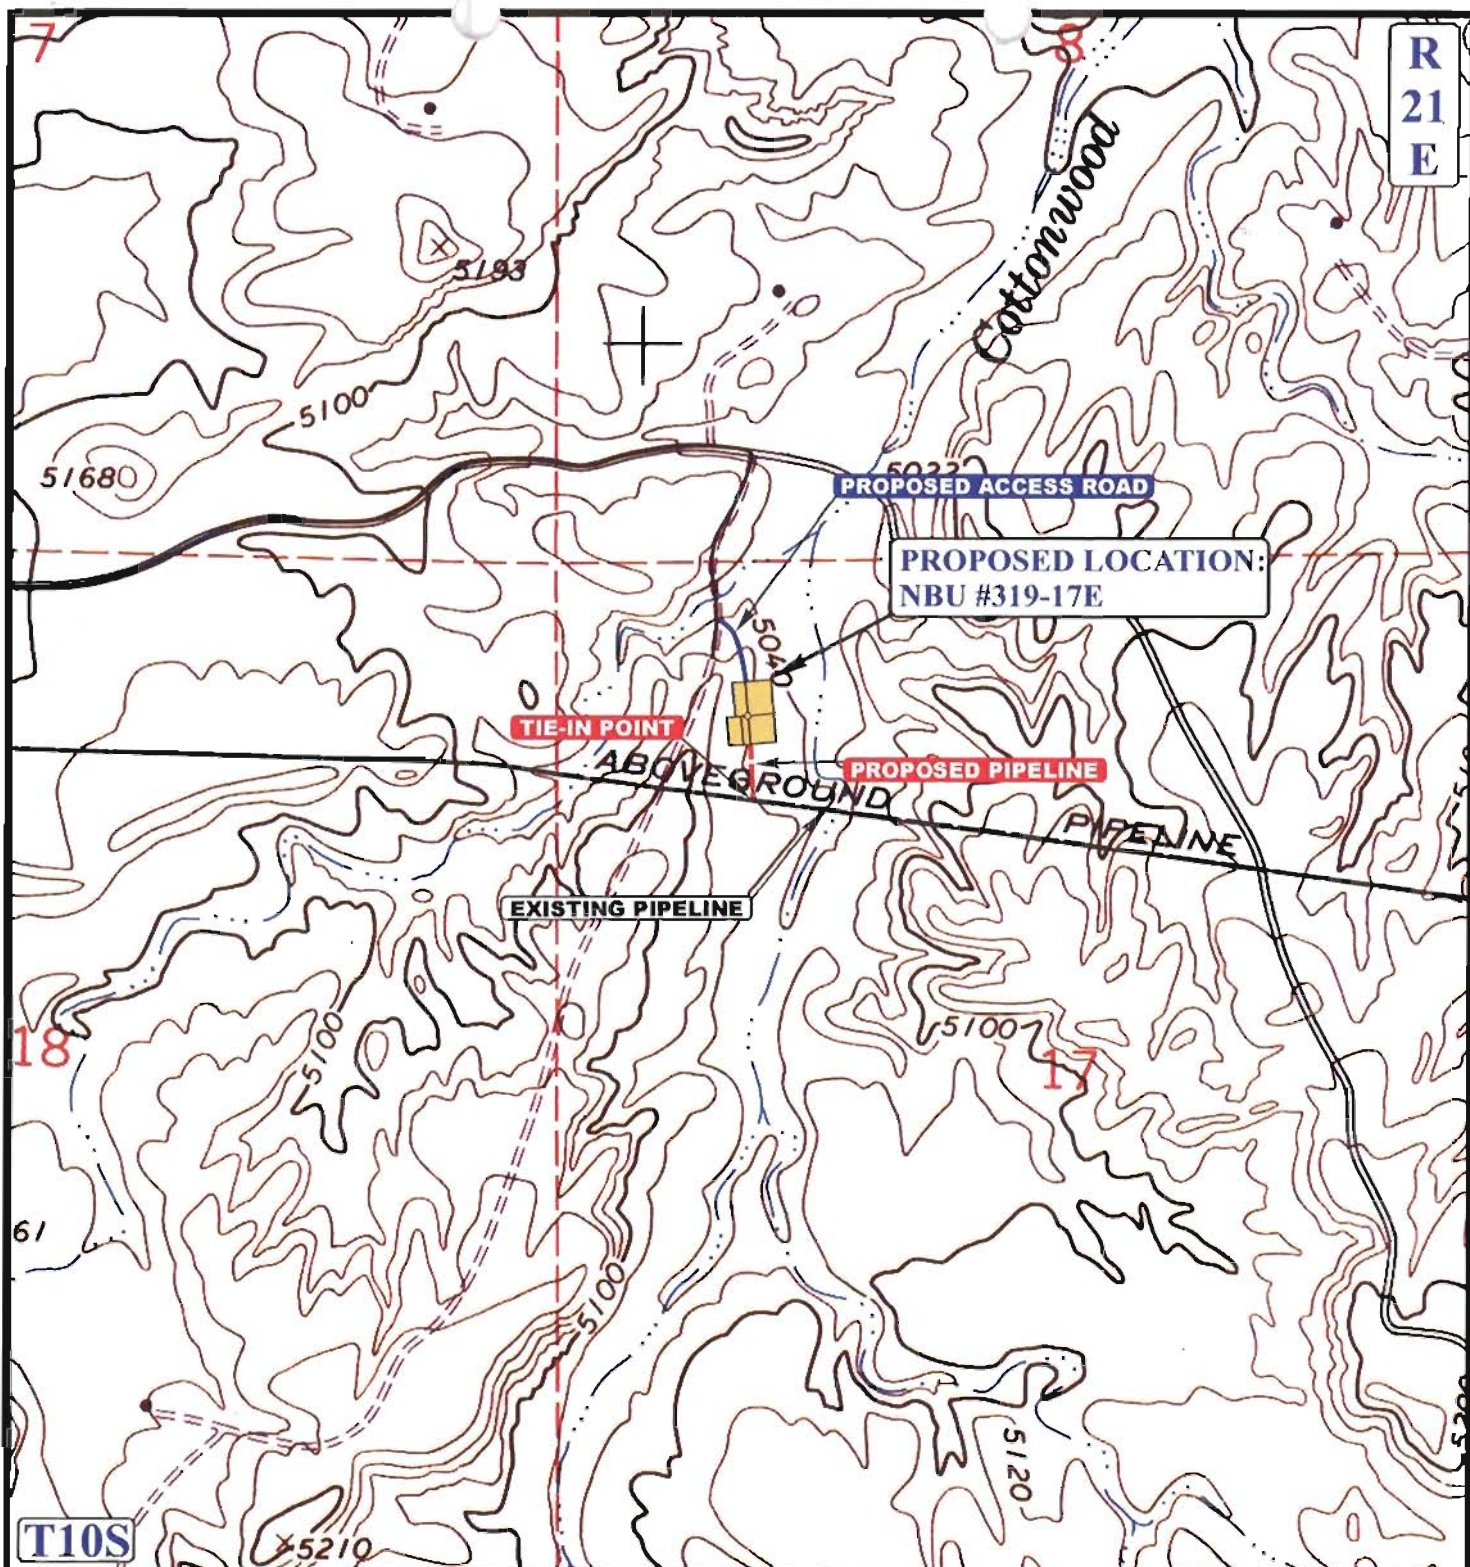 7
8
R
21
E
Cottonwood
5193
5100
5168
5022
PROPOSED ACCESS ROAD
PROPOSED LOCATION:
NBU #319-17E
5040
TIE-IN POINT
ABOVEGROUND PIPELINE
PROPOSED PIPELINE
EXISTING PIPELINE
5100
5100
18
17
61
5100
5120
5200
T10S
5210